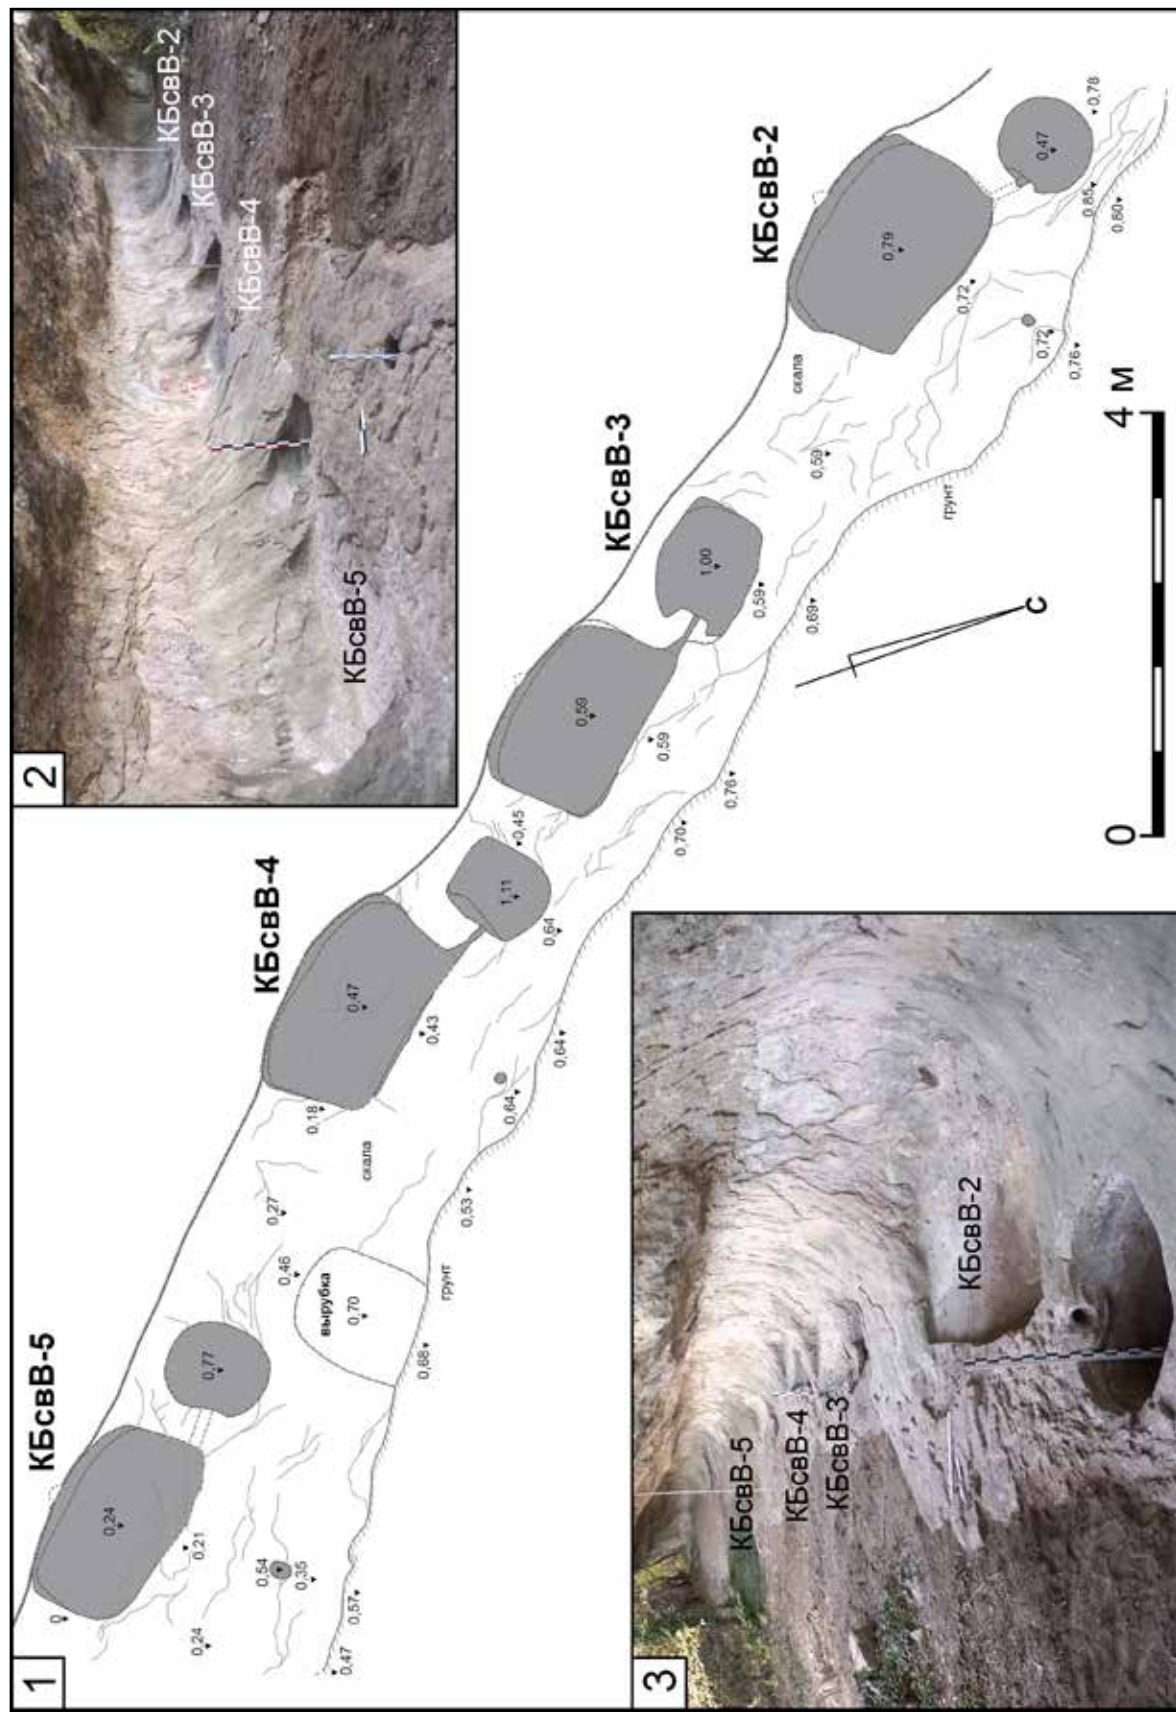 1
КБсвВ-5
0
0,24
0,24
0,21
0,77
0,54
0,35
0,47
0,57
вырубка
0,70
0,46
0,68
0,27
0,53
грунт
скала
КБсвВ-4
0,47
0,18
0,43
1,11
0,45
0,64
0,64
0,64
КБсвВ-3
0,59
0,59
1,00
0,59
0,70
0,76
0,69
0,59
грунт
скала
КБсвВ-2
0,79
0,72
0,72
0,76
0,47
0,85
0,80
0,78
С
0
4 м
2
КБсвВ-5
КБсвВ-4
КБсвВ-3
КБсвВ-2
3
КБсвВ-5
КБсвВ-4
КБсвВ-3
КБсвВ-2